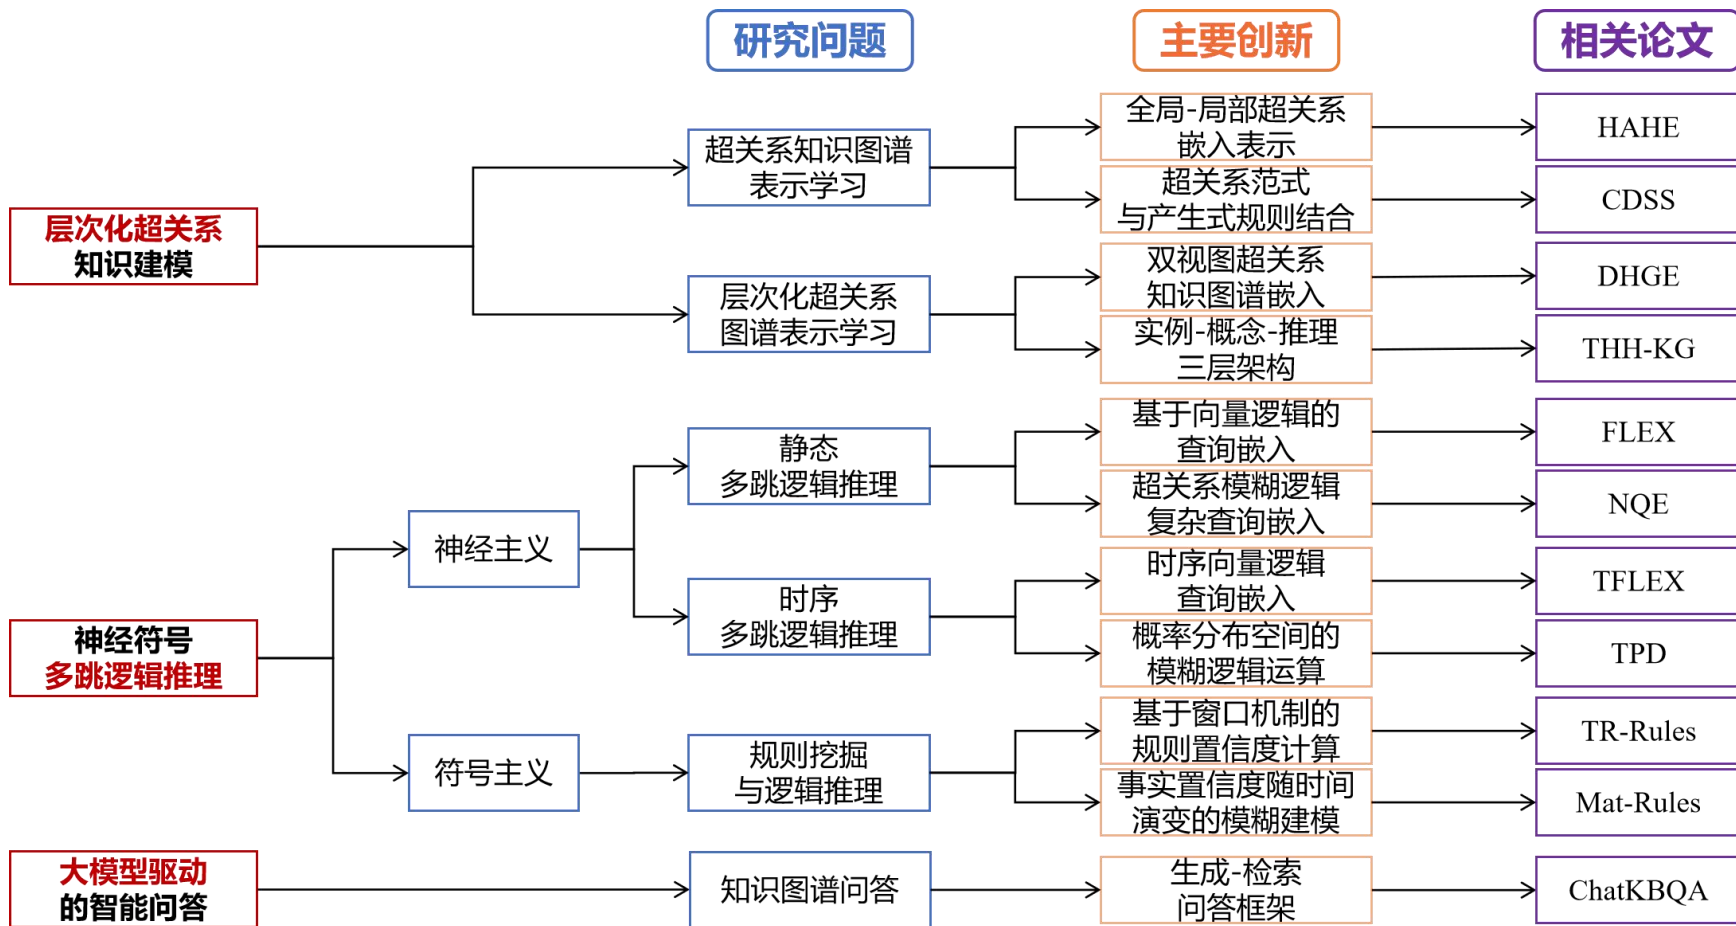 研究问题
主要创新
相关论文
层次化超关系
知识建模
超关系知识图谱
表示学习
全局-局部超关系
嵌入表示
HAHE
超关系范式
与产生式规则结合
CDSS
层次化超关系
图谱表示学习
双视图超关系
知识图谱嵌入
DHGE
实例-概念-推理
三层架构
THH-KG
神经符号
多跳逻辑推理
神经主义
静态
多跳逻辑推理
基于向量逻辑的
查询嵌入
FLEX
超关系模糊逻辑
复杂查询嵌入
NQE
时序
多跳逻辑推理
时序向量逻辑
查询嵌入
TFLEX
概率分布空间的
模糊逻辑运算
TPD
符号主义
规则挖掘
与逻辑推理
基于窗口机制的
规则置信度计算
TR-Rules
事实置信度随时间
演变的模糊建模
Mat-Rules
大模型驱动
的智能问答
知识图谱问答
生成-检索
问答框架
ChatKBQA